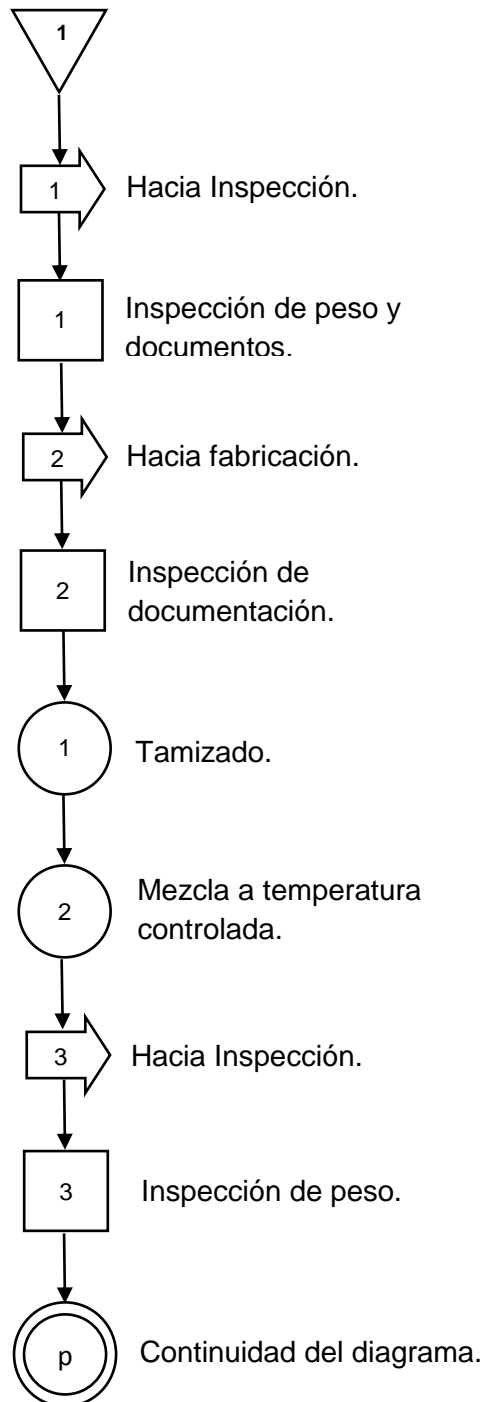 1
1
Hacia Inspección.
1
Inspección de peso y
documentos.
2
Hacia fabricación.
2
Inspección de
documentación.
1
Tamizado.
2
Mezcla a temperatura
controlada.
3
Hacia Inspección.
3
Inspección de peso.
p
Continuidad del diagrama.